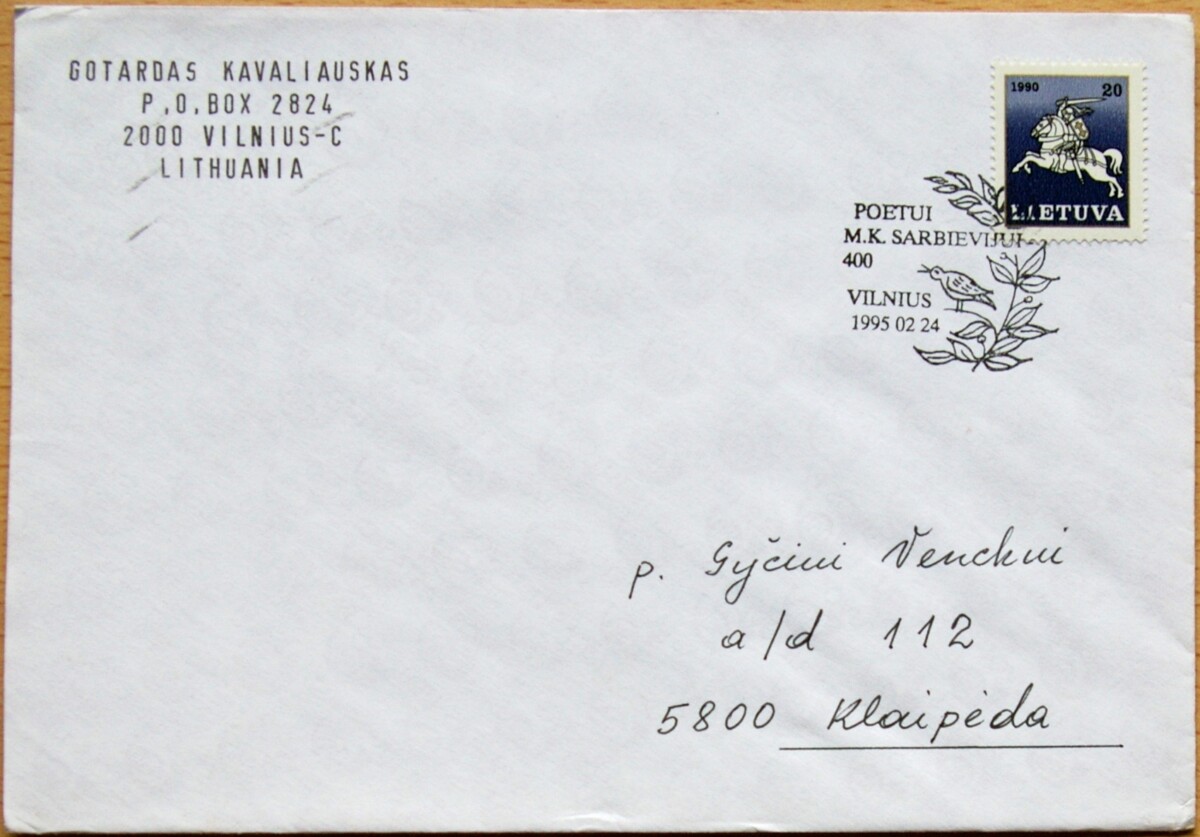 GOTARDAS KAVALIAUSKAS
P.O.BOX 2824
2000 VILNIUS-C
LITHUANIA
1990 20
LIETUVA
POETUI
M.K. SARBIEVIJUI
400
VILNIUS
1995 02 24
p. Gyčiui Venckui
a/d 112
5800 Klaipėda